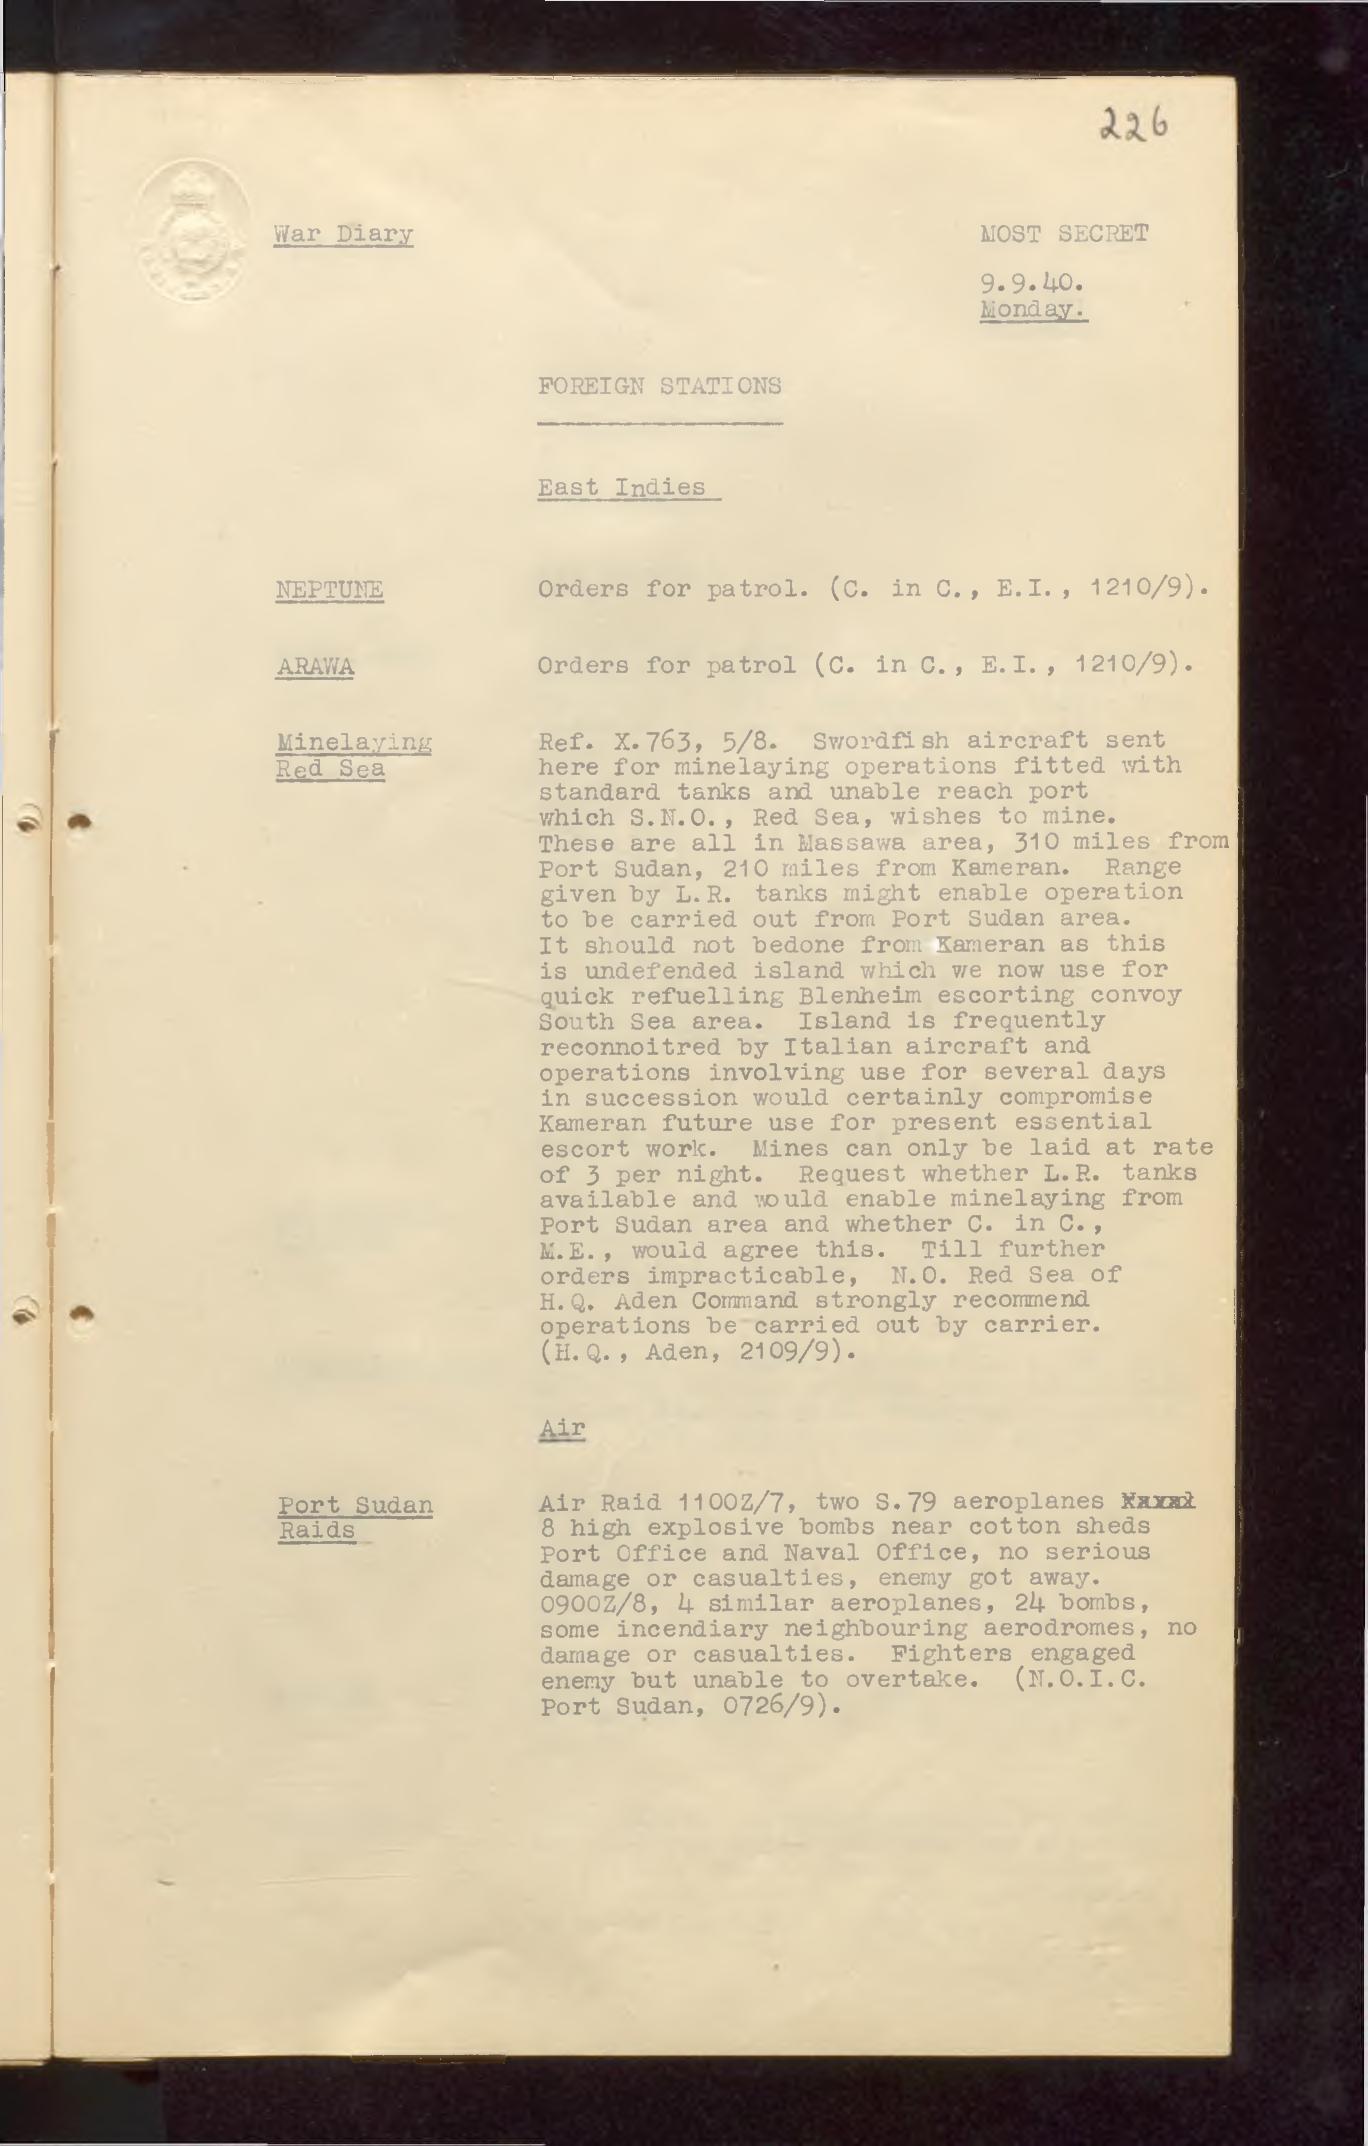 226
War Diary
MOST SECRET
9.9.40.
Monday.
FOREIGN STATIONS
East Indies
NEPTUNE
Orders for patrol. (C. in C., E.I., 1210/9).
ARAWA
Orders for patrol (C. in C., E.I., 1210/9).
Minelaying
Red Sea
Ref. X.763, 5/8. Swordfish aircraft sent
here for minelaying operations fitted with
standard tanks and unable reach port
which S.N.O., Red Sea, wishes to mine.
These are all in Massawa area, 310 miles from
Port Sudan, 210 miles from Kameran. Range
given by L.R. tanks might enable operation
to be carried out from Port Sudan area.
It should not bedone from Kameran as this
is undefended island which we now use for
quick refuelling Blenheim escorting convoy
South Sea area. Island is frequently
reconnoitred by Italian aircraft and
operations involving use for several days
in succession would certainly compromise
Kameran future use for present essential
escort work. Mines can only be laid at rate
of 3 per night. Request whether L.R. tanks
available and would enable minelaying from
Port Sudan area and whether C. in C.,
M.E., would agree this. Till further
orders impracticable, N.O. Red Sea of
H.Q. Aden Command strongly recommend
operations be carried out by carrier.
(H.Q., Aden, 2109/9).
Air
Port Sudan
Raids
Air Raid 1100Z/7, two S.79 aeroplanes
8 high explosive bombs near cotton sheds
Port Office and Naval Office, no serious
damage or casualties, enemy got away.
0900Z/8, 4 similar aeroplanes, 24 bombs,
some incendiary neighbouring aerodromes, no
damage or casualties. Fighters engaged
enemy but unable to overtake. (N.O.I.C.
Port Sudan, 0726/9).